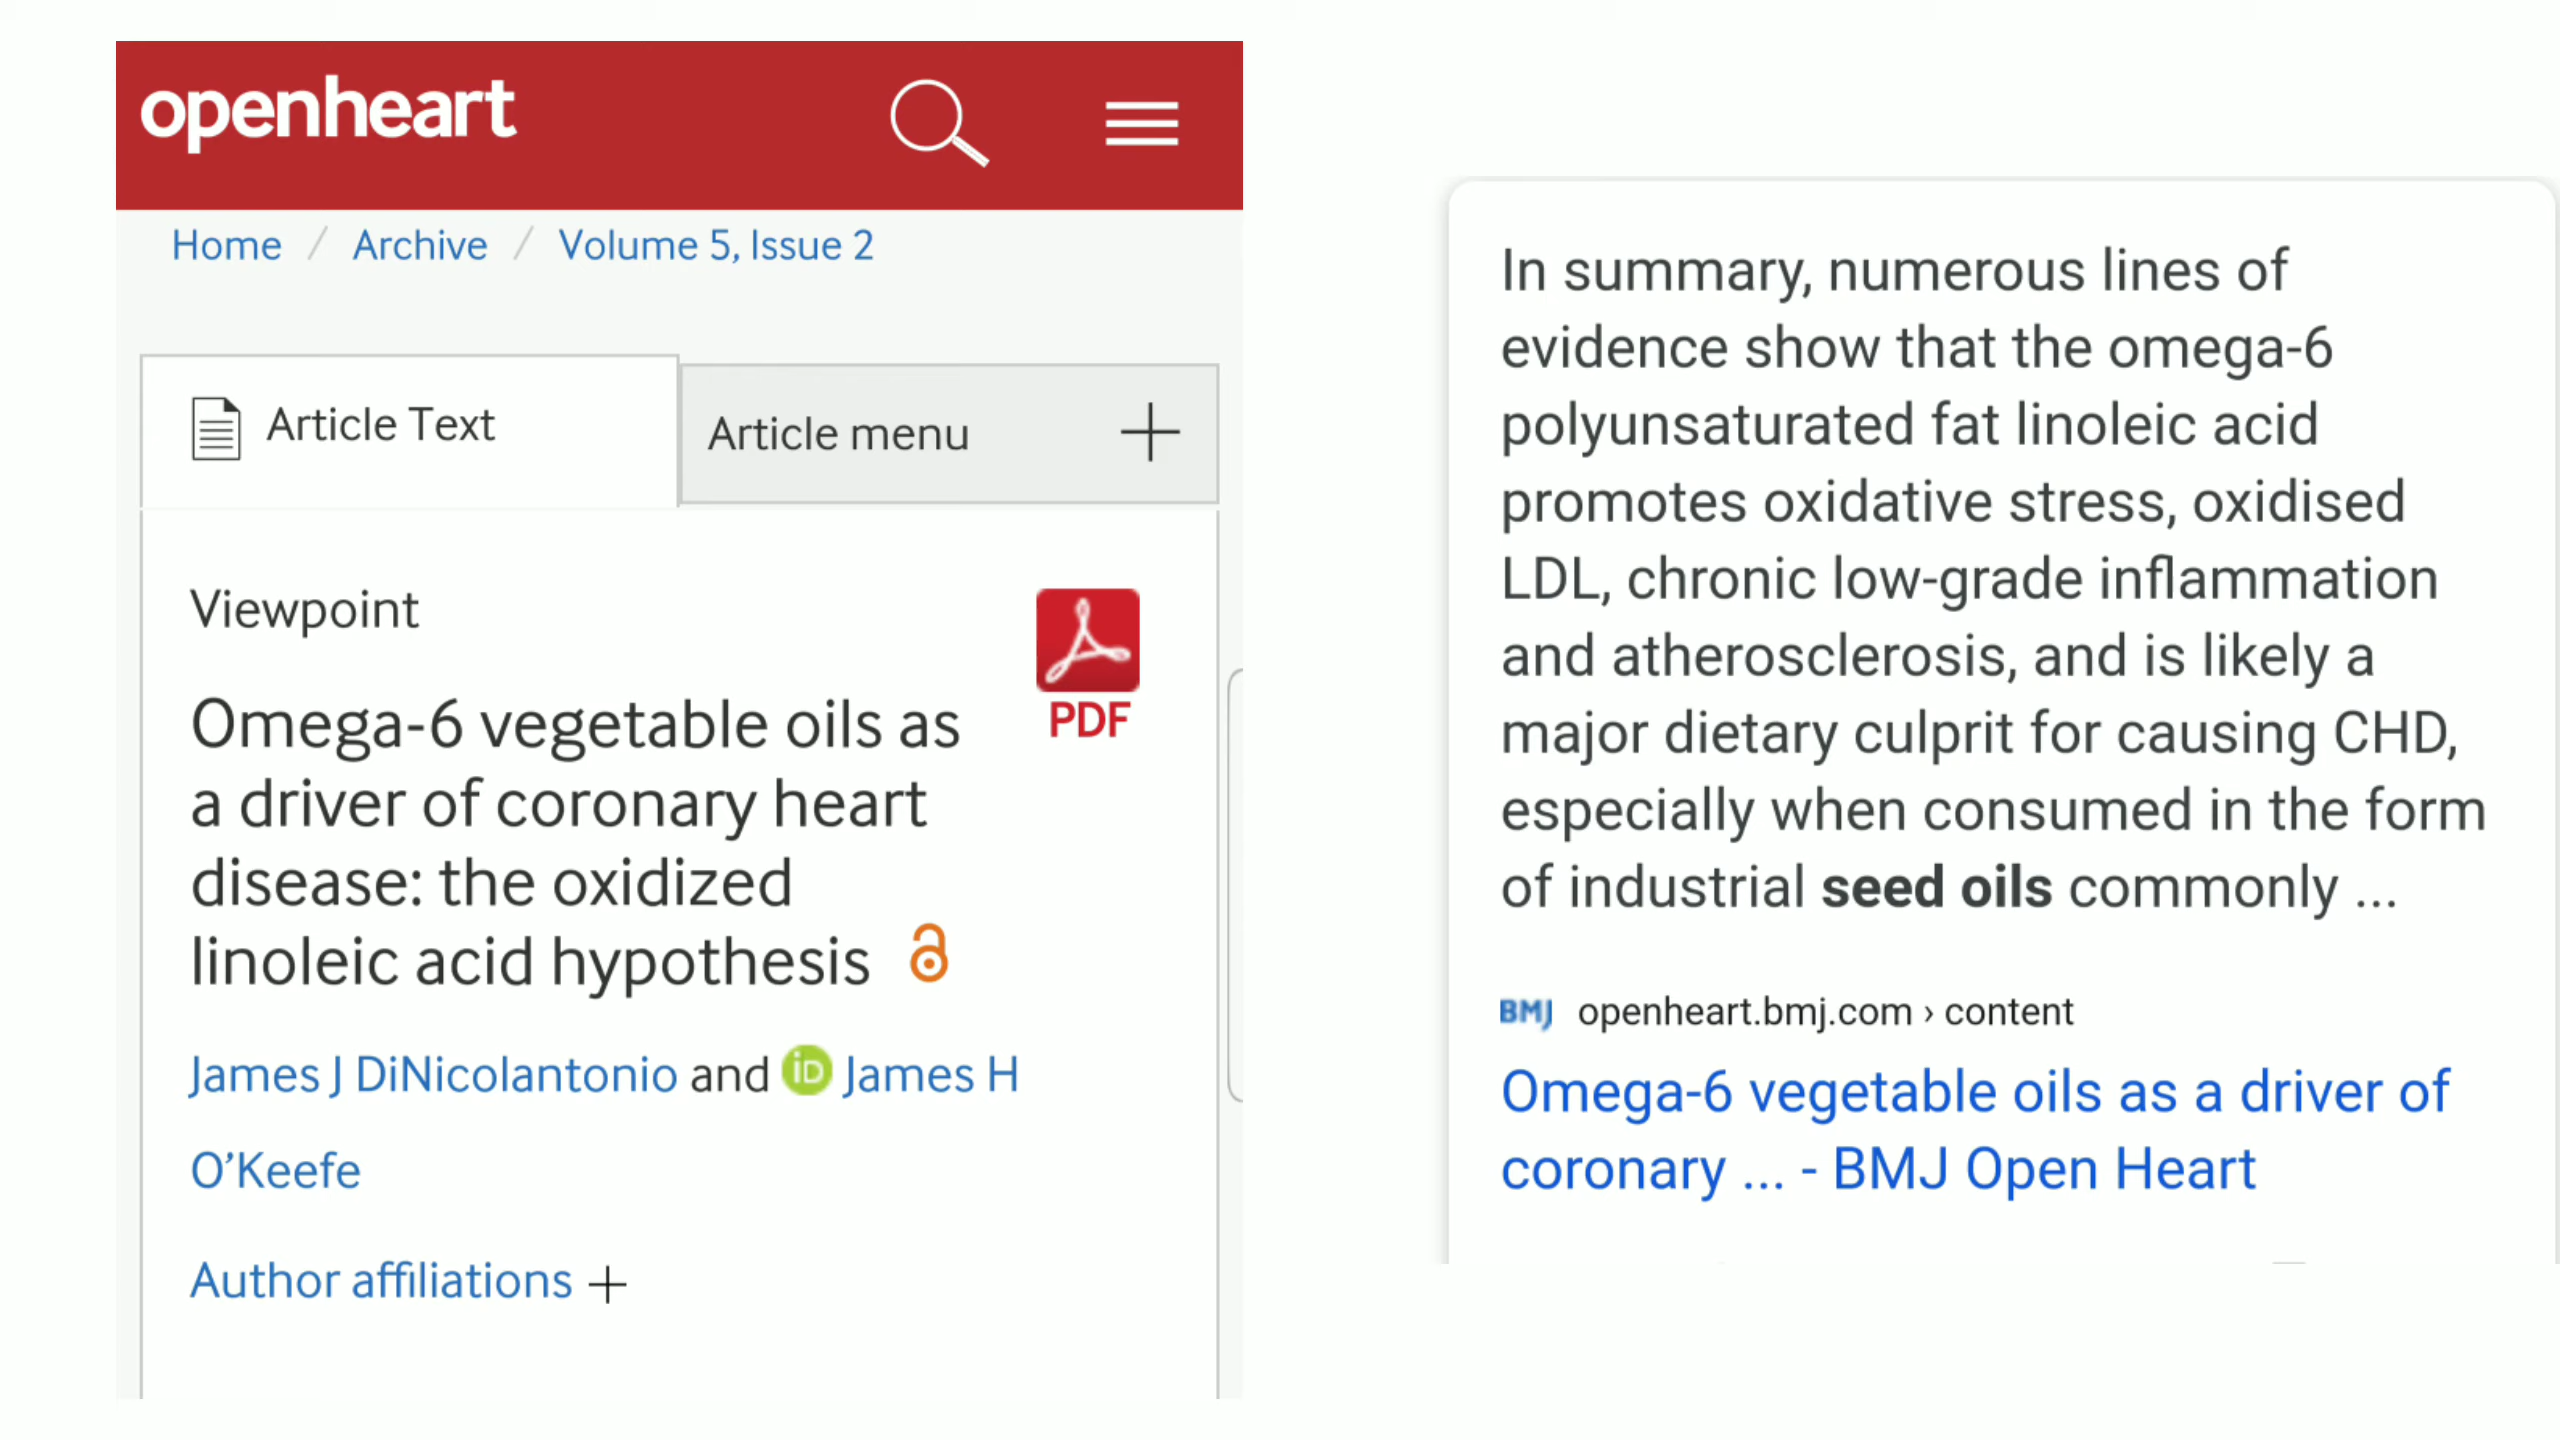 openheart
Home / Archive / Volume 5, Issue 2
Article Text
Article menu
Viewpoint
PDF
Omega-6 vegetable oils as
a driver of coronary heart
disease: the oxidized
linoleic acid hypothesis
James J DiNicolantonio and iD James H
O’Keefe
Author affiliations +
In summary, numerous lines of
evidence show that the omega-6
polyunsaturated fat linoleic acid
promotes oxidative stress, oxidised
LDL, chronic low-grade inflammation
and atherosclerosis, and is likely a
major dietary culprit for causing CHD,
especially when consumed in the form
of industrial seed oils commonly ...
BMJ openheart.bmj.com › content
Omega-6 vegetable oils as a driver of
coronary ... - BMJ Open Heart